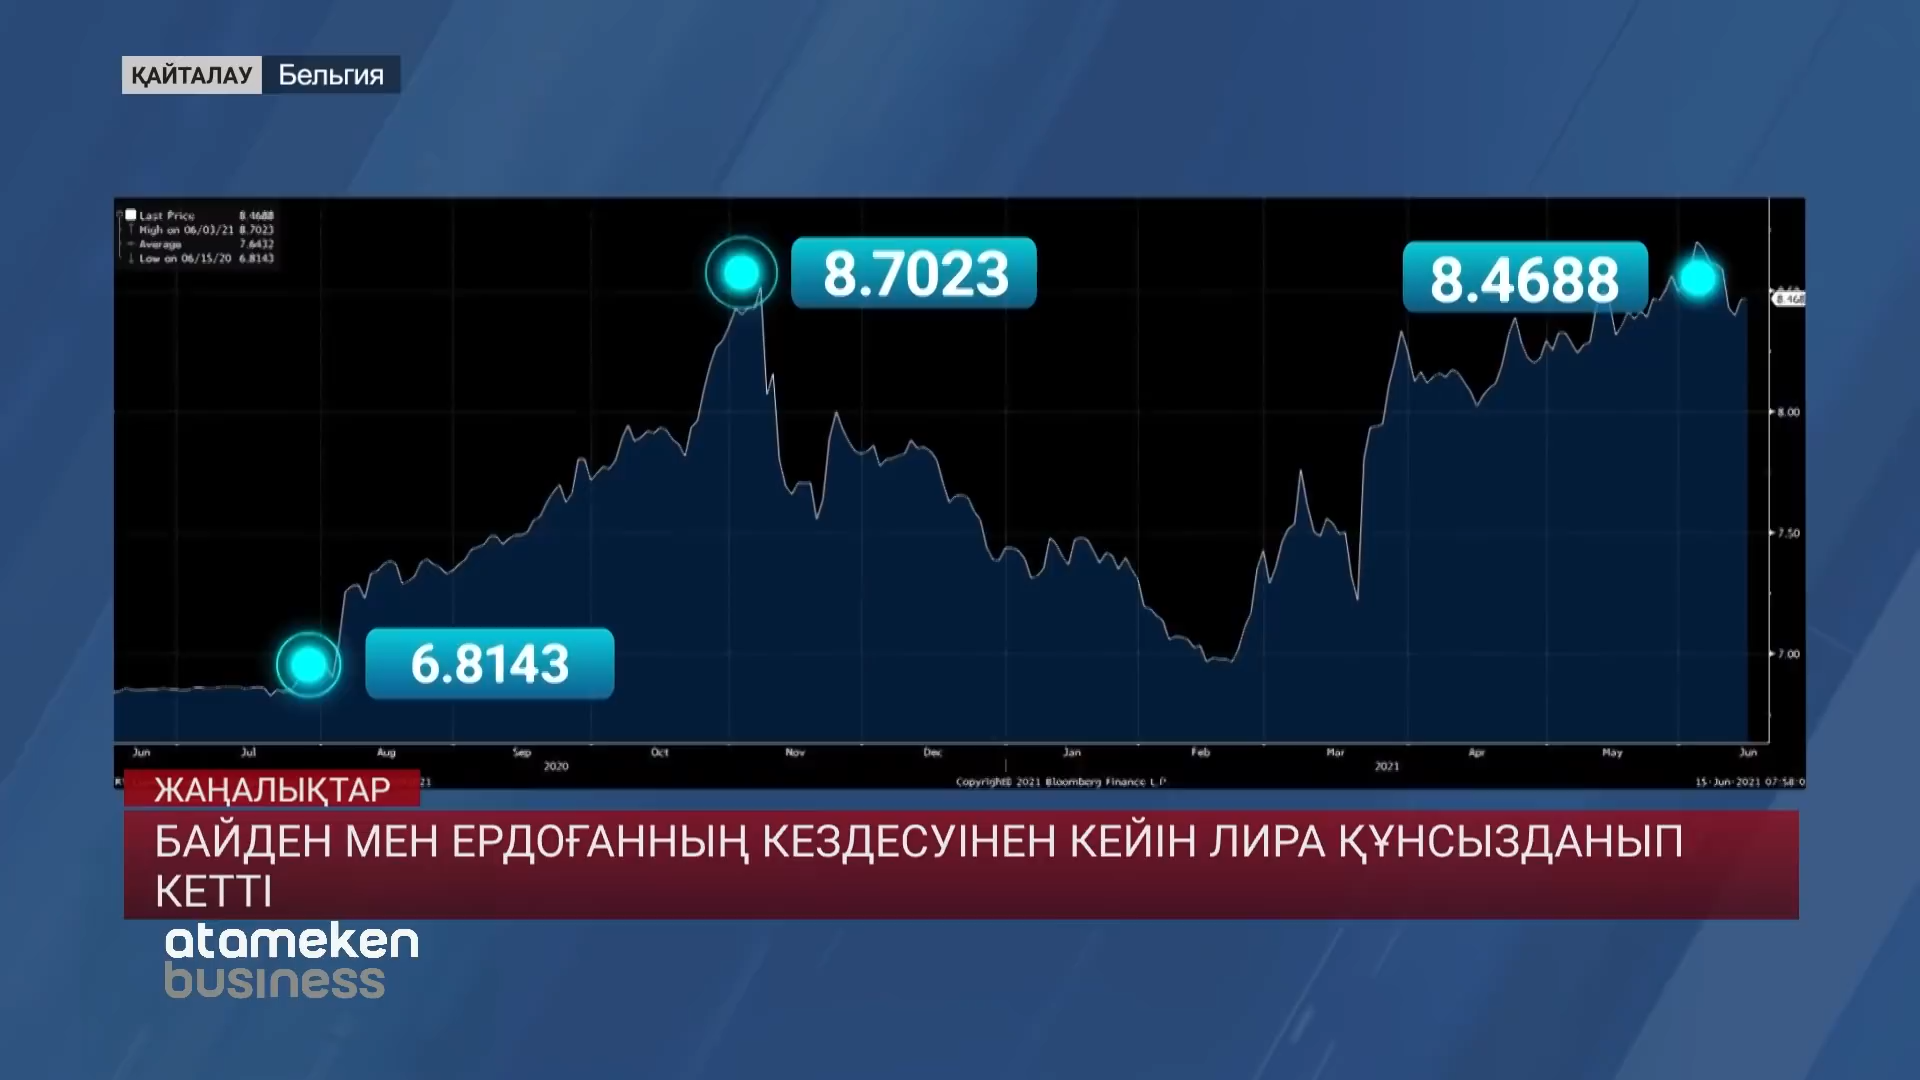 ҚАЙТАЛАУ Бельгия
Last Price 8.4688
High on 06/03/21 8.7023
Average 7.6432
Low on 06/15/20 6.8143
8.7023
8.4688
6.8143
8.468
8.00
7.50
7.00
Jun Jul Aug Sep Oct Nov Dec Jan Feb Mar Apr May Jun
2020 2021
21 Copyright© 2021 Bloomberg Finance L.P. 15-Jun-2021 07:58:0
ЖАҢАЛЫҚТАР
БАЙДЕН МЕН ЕРДОҒАННЫҢ КЕЗДЕСУІНЕН КЕЙІН ЛИРА ҚҰНСЫЗДАНЫП
КЕТТІ
atameken
business